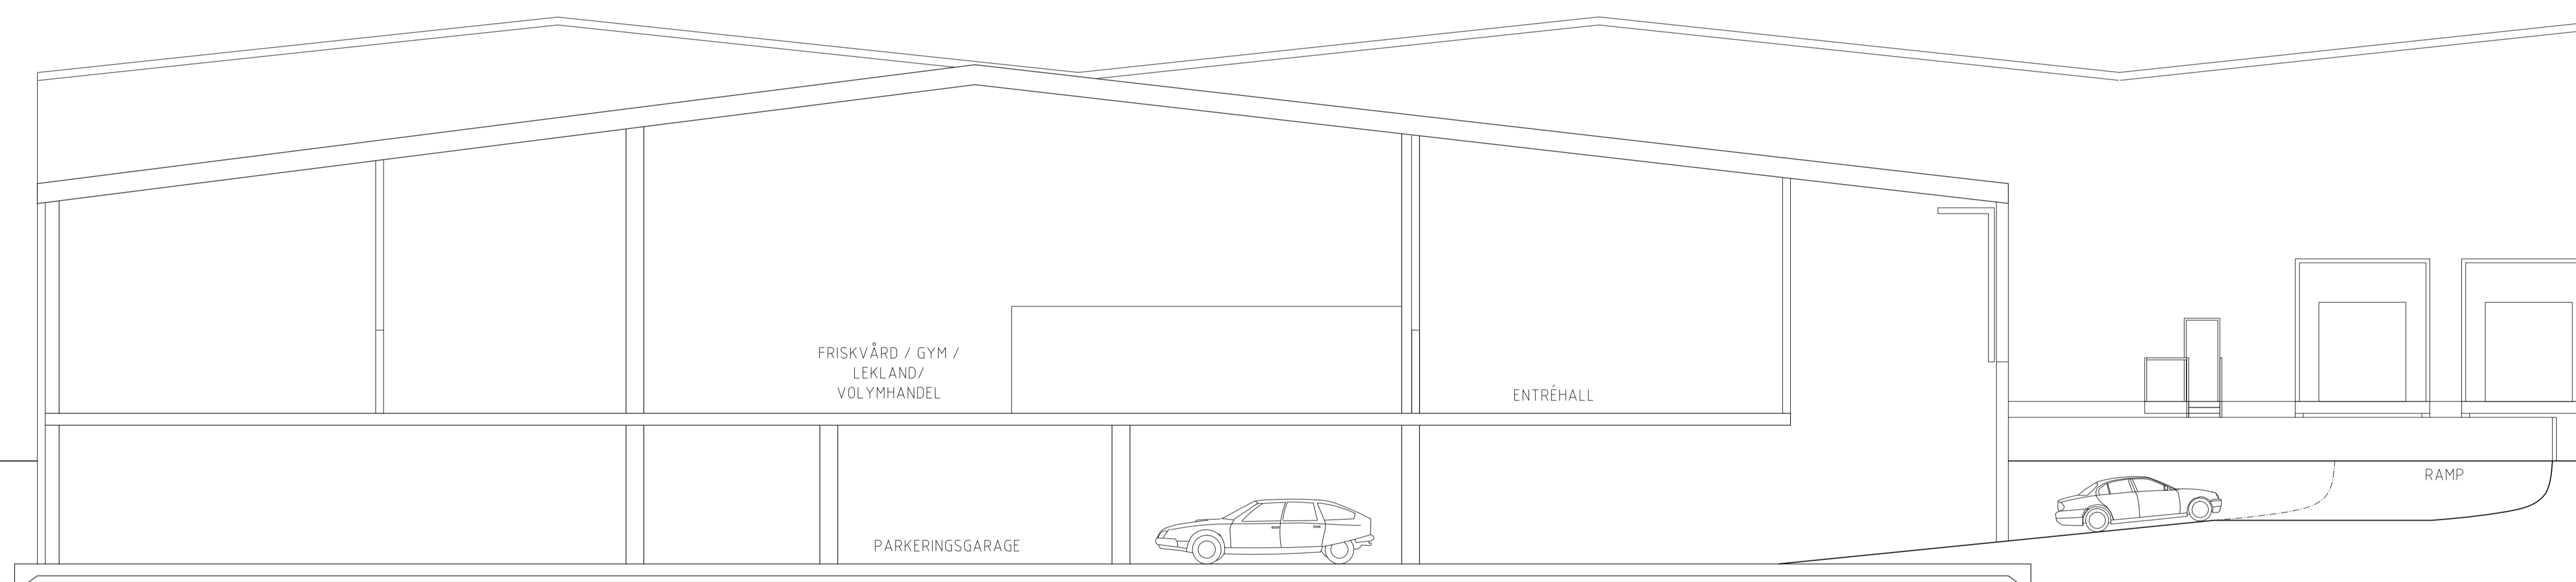 FRISKVÅRD / GYM /
LEKLAND/
VOLYMHANDEL
ENTRÉHALL
RAMP
PARKERINGSGARAGE